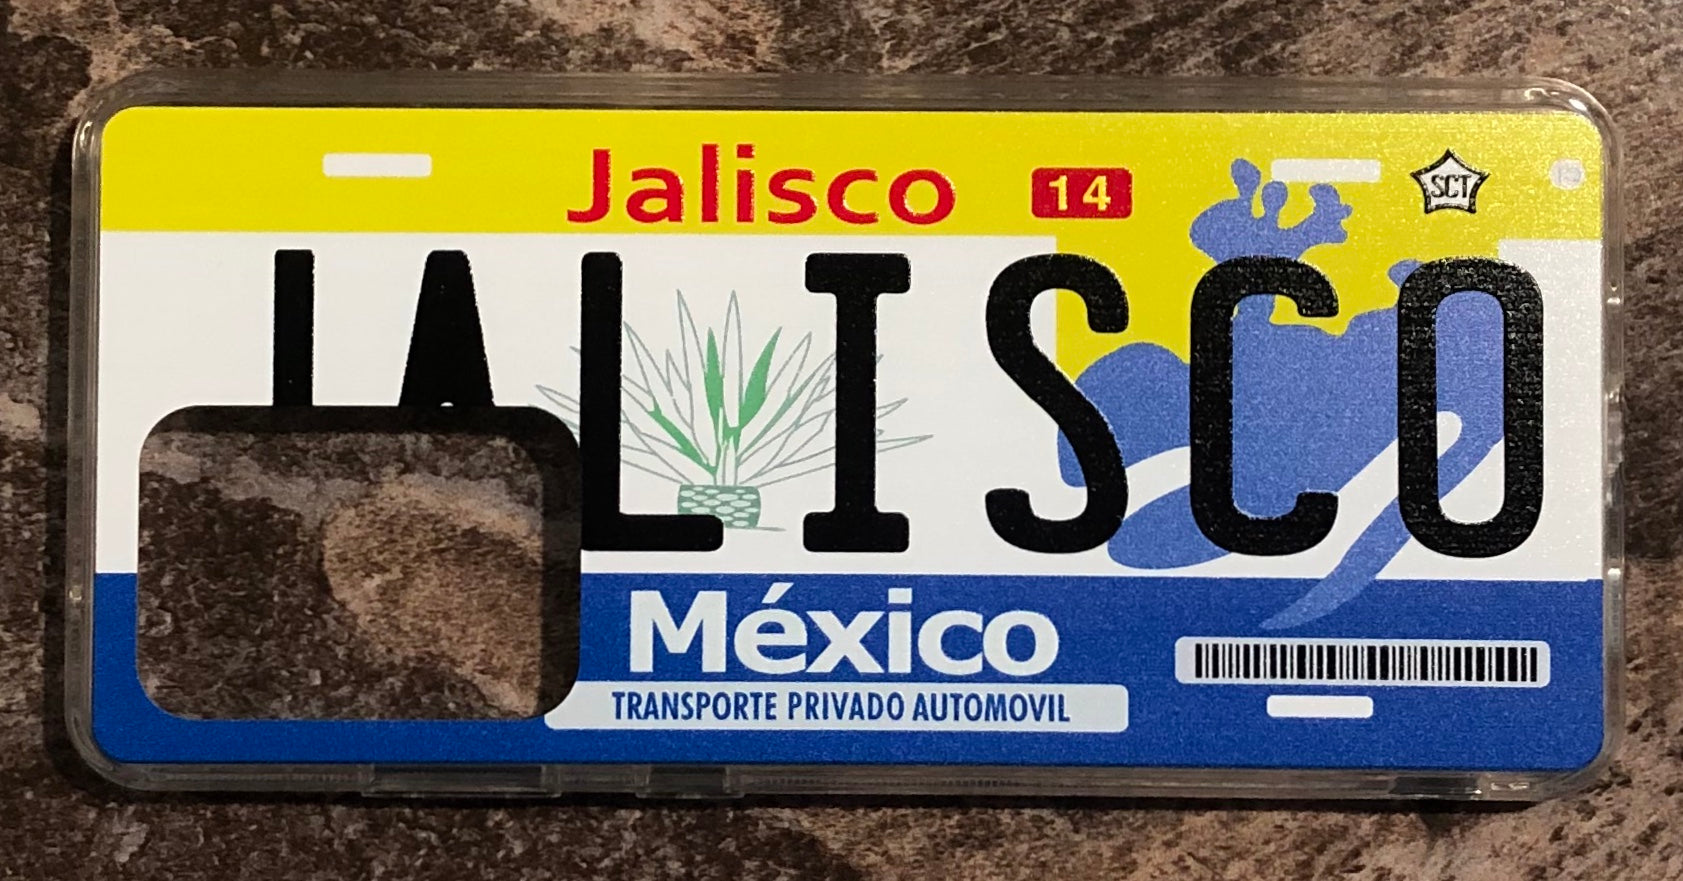 Jalisco 14 SCT
JALISCO
México
TRANSPORTE PRIVADO AUTOMOVIL